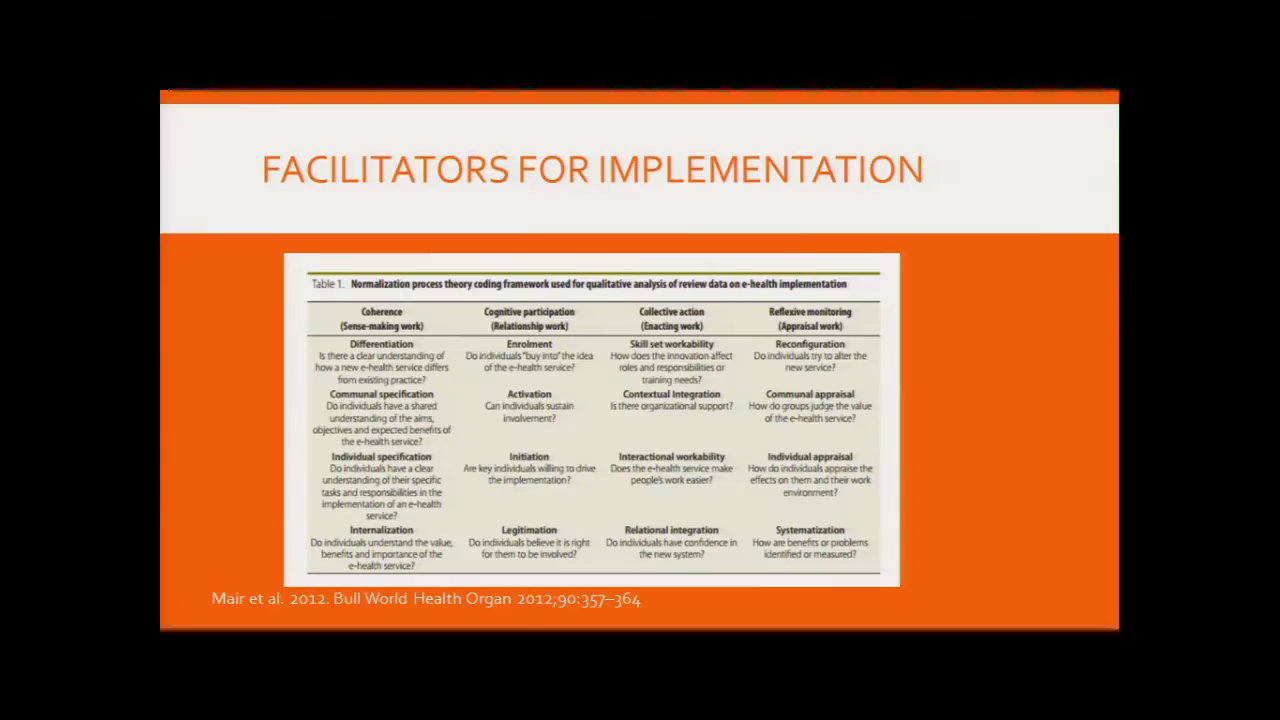 FACILITATORS FOR IMPLEMENTATION
Table 1. Normalization process theory coding framework used for qualitative analysis of review data on e-health implementation
Coherence
(Sense-making work)
Cognitive participation
(Relationship work)
Collective action
(Enacting work)
Reflexive monitoring
(Appraisal work)
Differentiation
Is there a clear understanding of
how a new e-health service differs
from existing practice?
Enrolment
Do individuals "buy into" the idea
of the e-health service?
Skill set workability
How does the innovation affect
roles and responsibilities or
training needs?
Reconfiguration
Do individuals try to alter the
new service?
Communal specification
Do individuals have a shared
understanding of the aims,
objectives and expected benefits of
the e-health service?
Activation
Can individuals sustain
involvement?
Contextual Integration
Is there organizational support?
Communal appraisal
How do groups judge the value
of the e-health service?
Individual specification
Do individuals have a clear
understanding of their specific
tasks and responsibilities in the
implementation of an e-health
service?
Initiation
Are key individuals willing to drive
the implementation?
Interactional workability
Does the e-health service make
people's work easier?
Individual appraisal
How do individuals appraise the
effects on them and their work
environment?
Internalization
Do individuals understand the value,
benefits and importance of the
e-health service?
Legitimation
Do individuals believe it is right
for them to be involved?
Relational integration
Do individuals have confidence in
the new system?
Systematization
How are benefits or problems
identified or measured?
Mair et al. 2012. Bull World Health Organ 2012;90:357–364